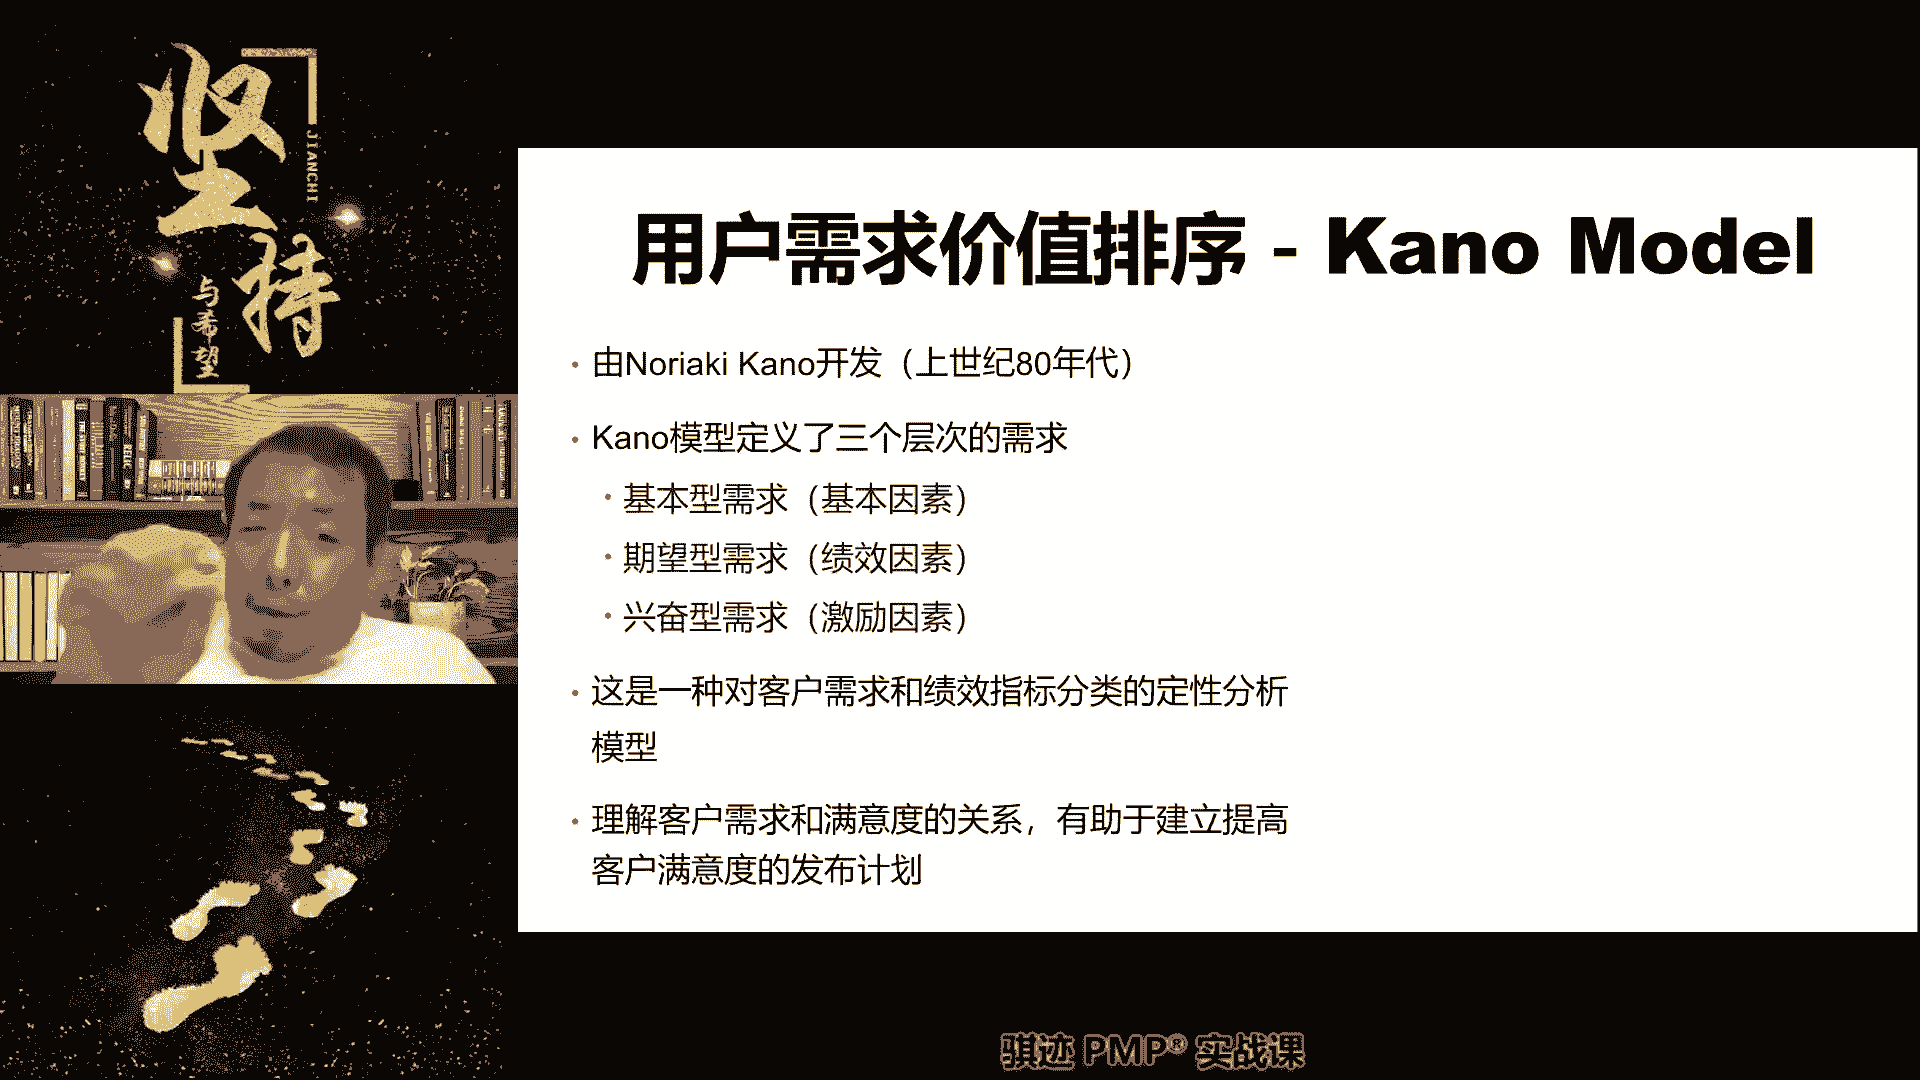 坚持
JIANCHI
与希望
用户需求价值排序 - Kano Model
· 由Noriaki Kano开发（上世纪80年代）
· Kano模型定义了三个层次的需求
· 基本型需求（基本因素）
· 期望型需求（绩效因素）
· 兴奋型需求（激励因素）
· 这是一种对客户需求和绩效指标分类的定性分析
模型
· 理解客户需求和满意度的关系，有助于建立提高
客户满意度的发布计划
骐迹 PMP® 实战课